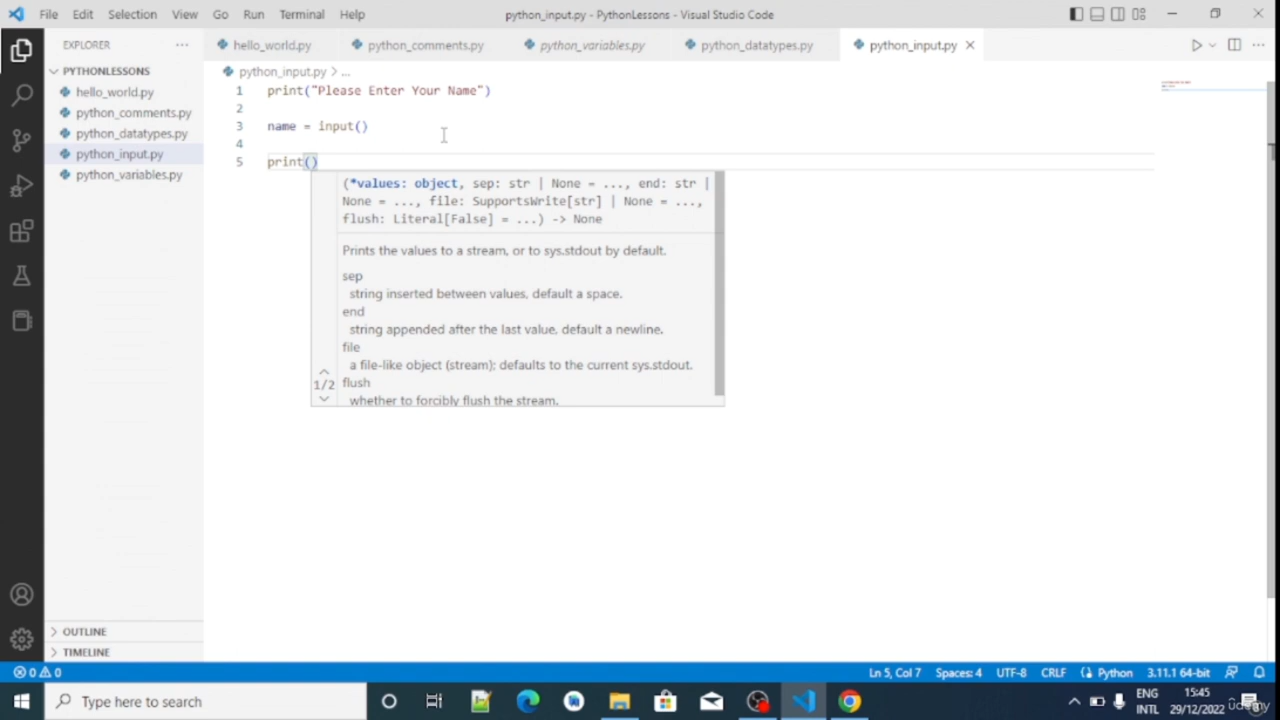 File Edit Selection View Go Run Terminal Help python_input.py - PythonLessons - Visual Studio Code
EXPLORER hello_world.py python_comments.py python_variables.py python_datatypes.py python_input.py
PYTHONLESSONS
hello_world.py
python_comments.py
python_datatypes.py
python_input.py
python_variables.py
python_input.py > ...
1 print("Please Enter Your Name")
2
3 name = input()
4
5 print()
(*values: object, sep: str | None = ..., end: str |
None = ..., file: SupportsWrite[str] | None = ...,
flush: Literal[False] = ...) -> None
Prints the values to a stream, or to sys.stdout by default.
sep
string inserted between values, default a space.
end
string appended after the last value, default a newline.
file
a file-like object (stream); defaults to the current sys.stdout.
1/2 flush
whether to forcibly flush the stream.
OUTLINE
TIMELINE
0 0 Ln 5, Col 7 Spaces: 4 UTF-8 CRLF Python 3.11.1 64-bit
Type here to search
ENG
INTL
15:45
29/12/2022
udemy